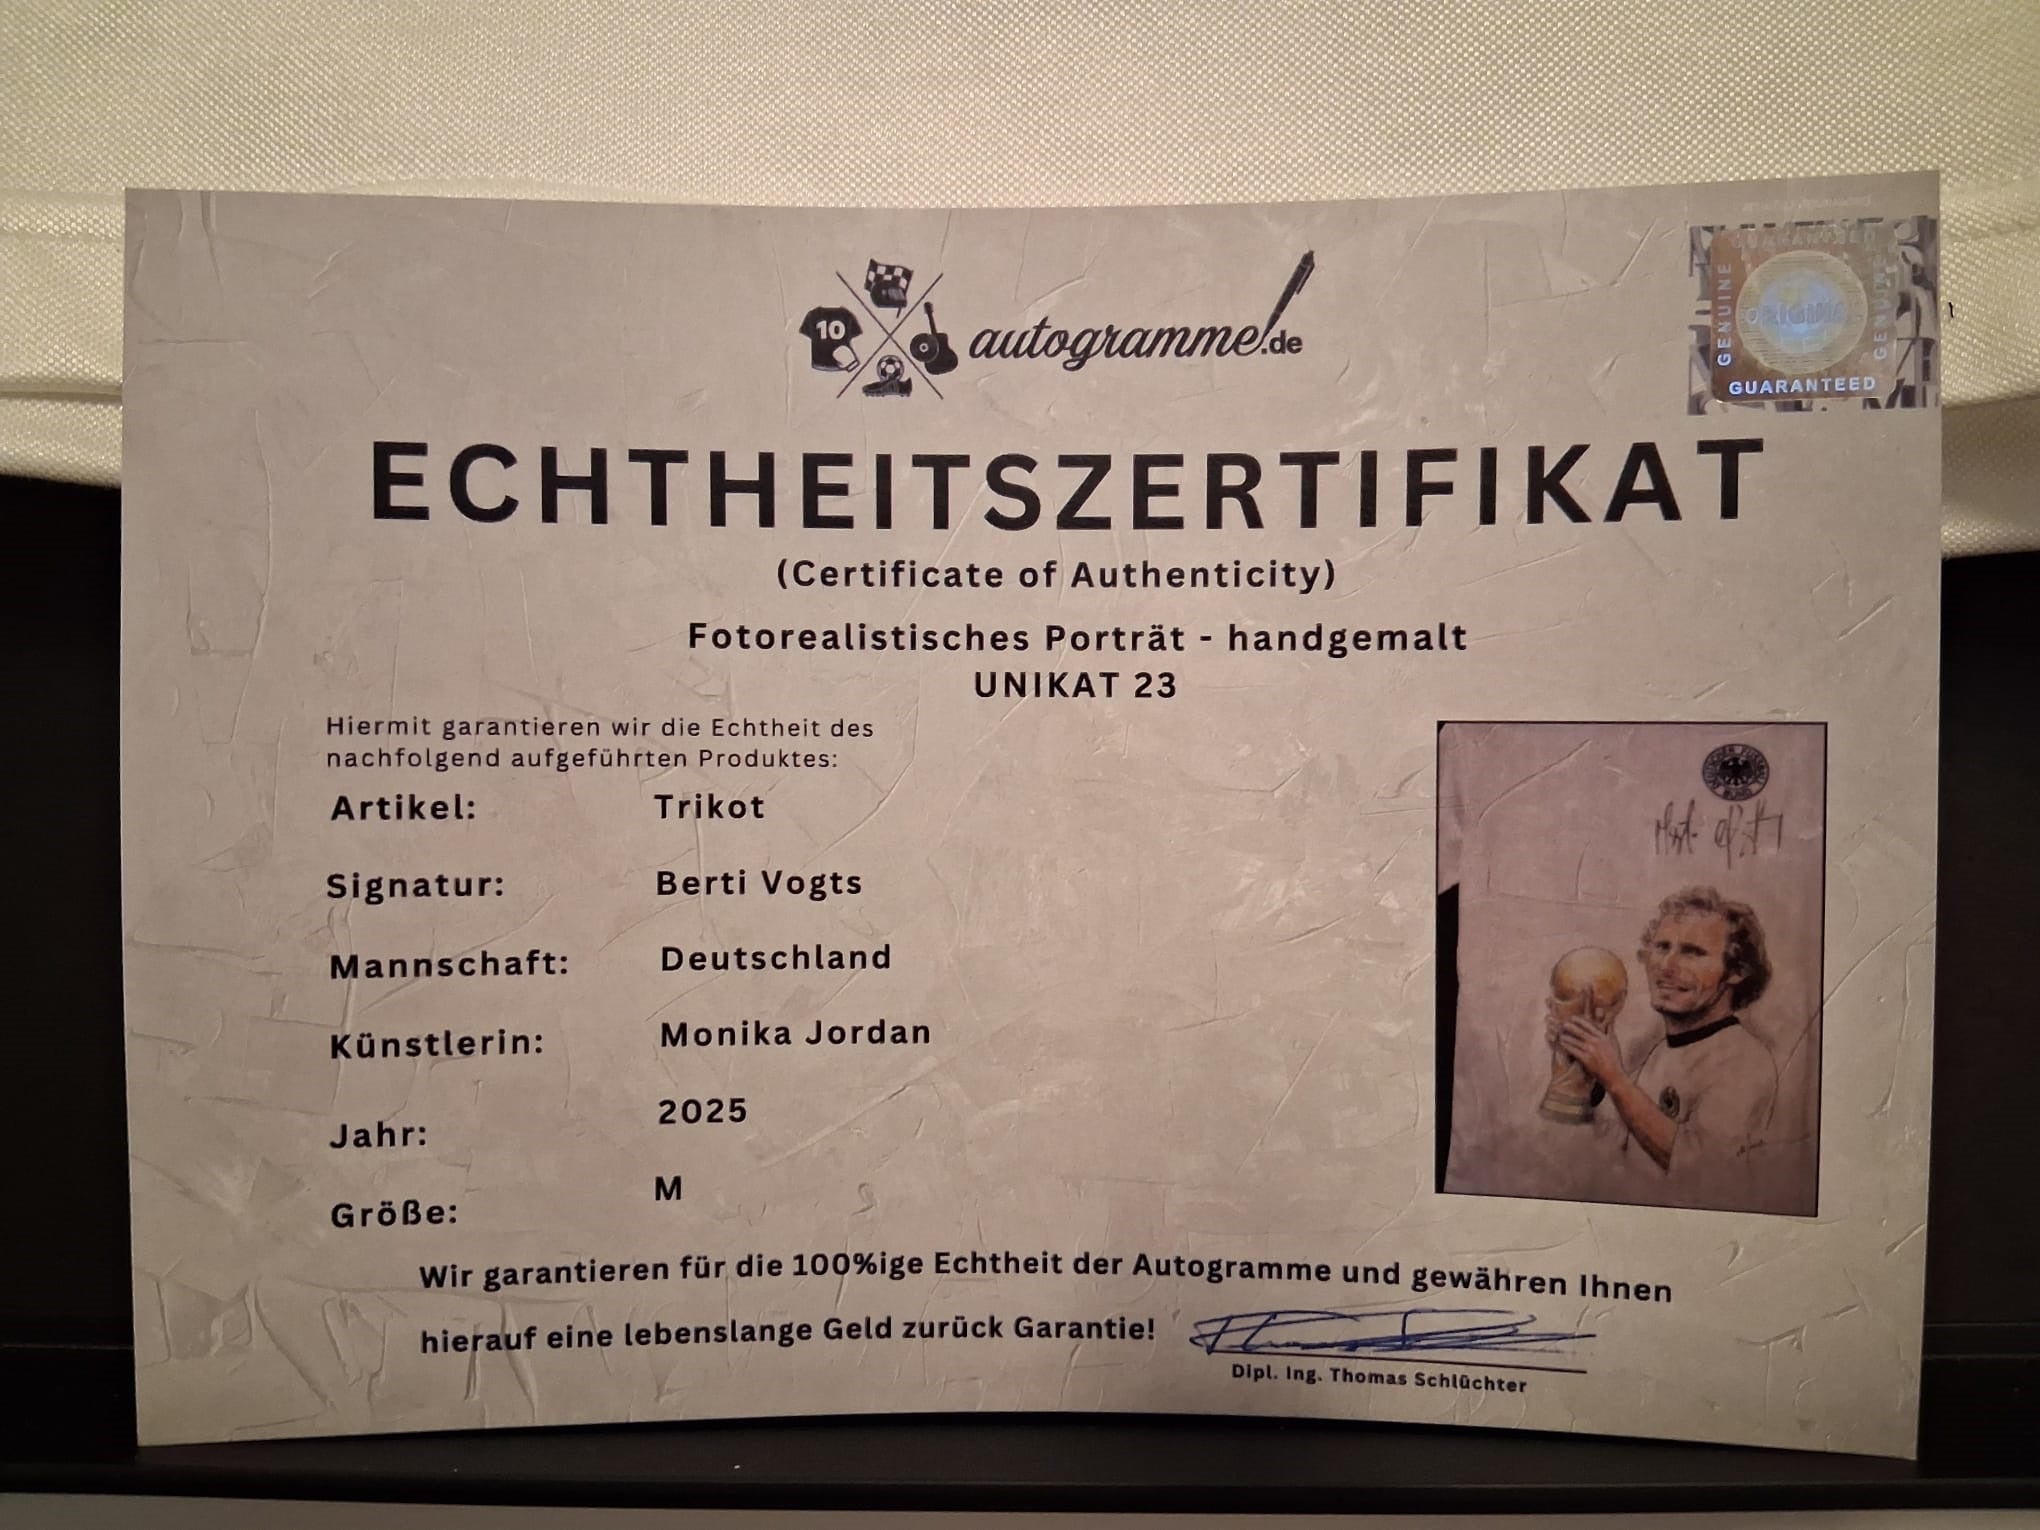 10
autogramme.de
GENUINE
ORIGINAL
GENUINE
GUARANTEED
ECHTHEITSZERTIFIKAT
(Certificate of Authenticity)
Fotorealistisches Porträt - handgemalt
UNIKAT 23
Hiermit garantieren wir die Echtheit des
nachfolgend aufgeführten Produktes:
Artikel: Trikot
Signatur: Berti Vogts
Mannschaft: Deutschland
Künstlerin: Monika Jordan
Jahr: 2025
Größe: M
Wir garantieren für die 100%ige Echtheit der Autogramme und gewähren Ihnen
hierauf eine lebenslange Geld zurück Garantie!
Dipl. Ing. Thomas Schlüchter